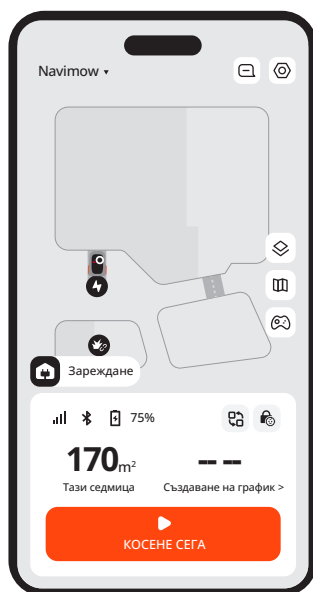 Navimow ▾
Зареждане
75%
170m²
-- --
Тази седмица
Създаване на график >
КОСЕНЕ СЕГА